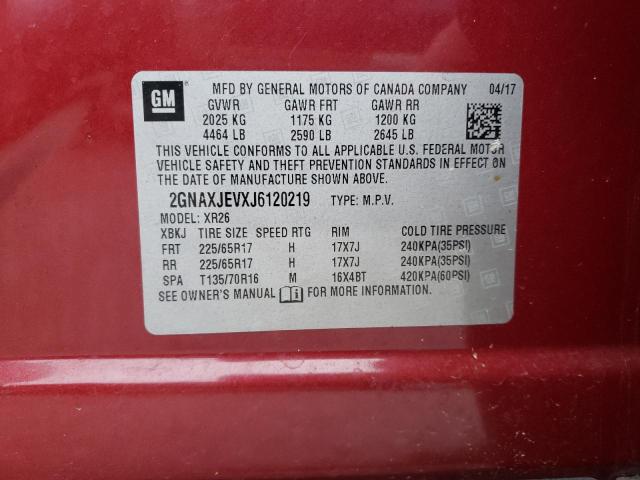 GM
MFD BY GENERAL MOTORS OF CANADA COMPANY 04/17
GVWR GAWR FRT GAWR RR
2025 KG 1175 KG 1200 KG
4464 LB 2590 LB 2645 LB
THIS VEHICLE CONFORMS TO ALL APPLICABLE U.S. FEDERAL MOTOR
VEHICLE SAFETY AND THEFT PREVENTION STANDARDS IN EFFECT ON
THE DATE OF MANUFACTURE SHOWN ABOVE.
2GNAXJEVXJ6120219 TYPE: M.P.V.
MODEL: XR26
XBKJ TIRE SIZE SPEED RTG RIM COLD TIRE PRESSURE
FRT 225/65R17 H 17X7J 240KPA(35PSI)
RR 225/65R17 H 17X7J 240KPA(35PSI)
SPA T135/70R16 M 16X4BT 420KPA(60PSI)
SEE OWNER'S MANUAL FOR MORE INFORMATION.